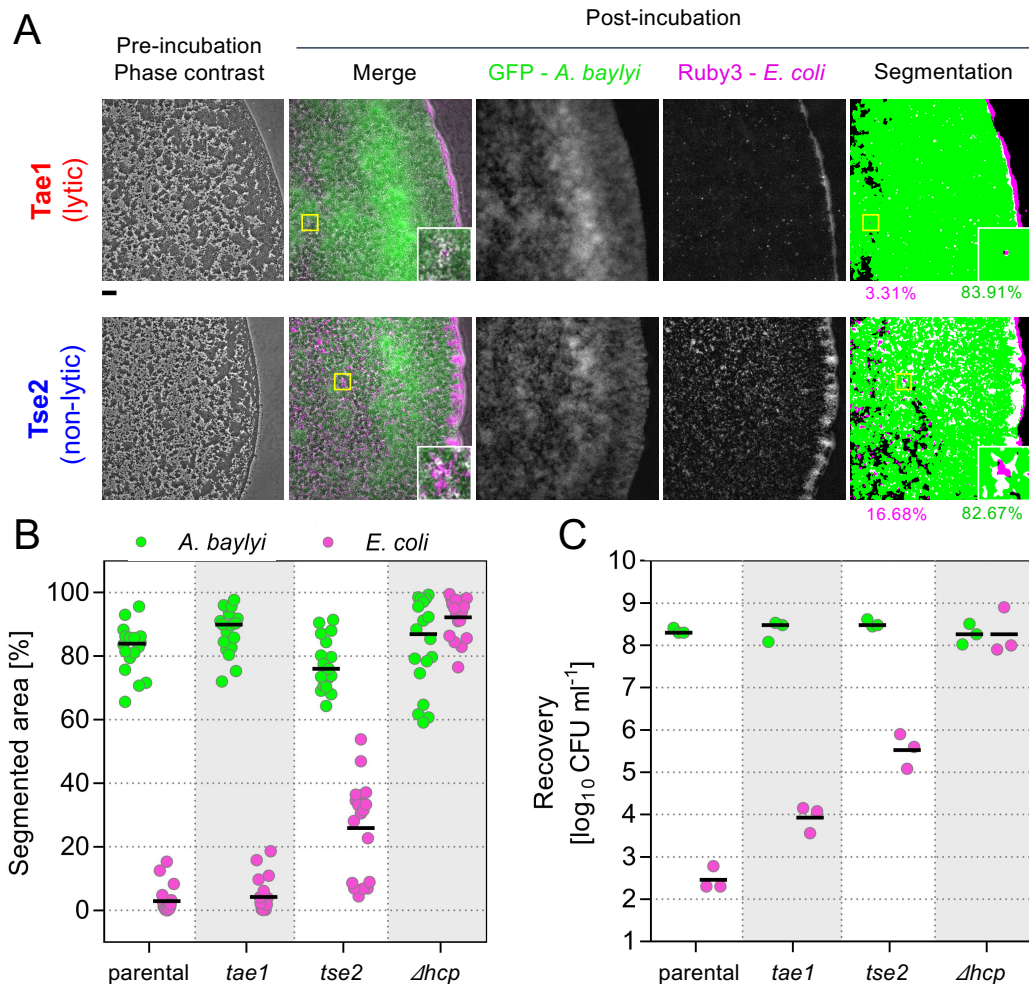 A
Post-incubation
Pre-incubation
Phase contrast
Merge
GFP - A. baylyi
Ruby3 - E. coli
Segmentation
Tae1
(lytic)
3.31%
83.91%
Tse2
(non-lytic)
16.68%
82.67%
B
A. baylyi
E. coli
Segmented area [%]
100
80
60
40
20
0
parental
tae1
tse2
Δhcp
C
Recovery
[log₁₀ CFU ml⁻¹]
10
9
8
7
6
5
4
3
2
1
parental
tae1
tse2
Δhcp